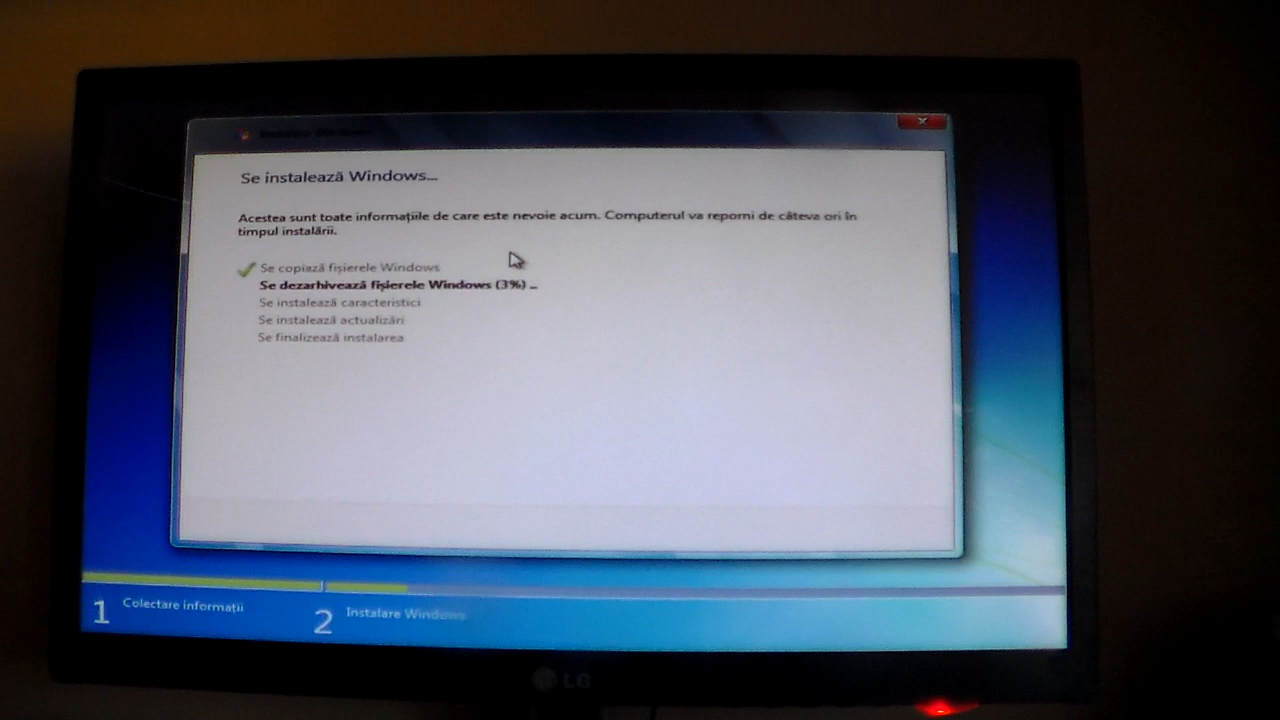 Instalare Windows
Se instalează Windows...
Acestea sunt toate informațiile de care este nevoie acum. Computerul va reporni de câteva ori în
timpul instalării.
Se copiază fișierele Windows
Se dezarhivează fișierele Windows (3%) ...
Se instalează caracteristici
Se instalează actualizări
Se finalizează instalarea
1 Colectare informații
2 Instalare Windows
LG